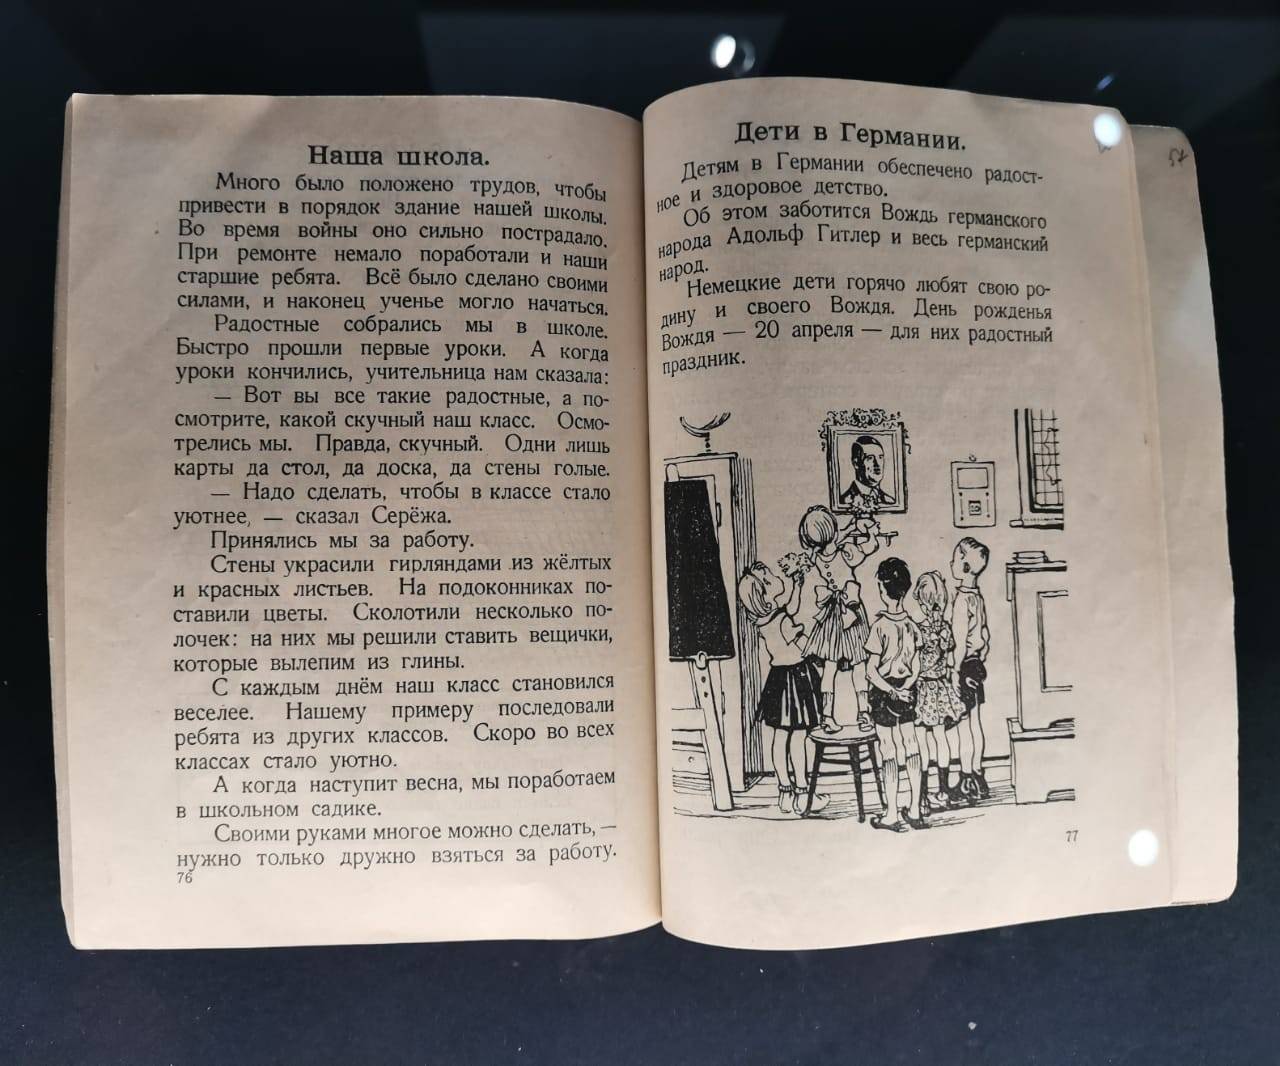 Наша школа.
Много было положено трудов, чтобы
привести в порядок здание нашей школы.
Во время войны оно сильно пострадало.
При ремонте немало поработали и наши
старшие ребята. Всё было сделано своими
силами, и наконец ученье могло начаться.
Радостные собрались мы в школе.
Быстро прошли первые уроки. А когда
уроки кончились, учительница нам сказала:
— Вот вы все такие радостные, а по-
смотрите, какой скучный наш класс. Осмо-
трелись мы. Правда, скучный. Одни лишь
карты да стол, да доска, да стены голые.
— Надо сделать, чтобы в классе стало
уютнее, — сказал Серёжа.
Принялись мы за работу.
Стены украсили гирляндами из жёлтых
и красных листьев. На подоконниках по-
ставили цветы. Сколотили несколько по-
лочек: на них мы решили ставить вещички,
которые вылепим из глины.
С каждым днём наш класс становился
веселее. Нашему примеру последовали
ребята из других классов. Скоро во всех
классах стало уютно.
А когда наступит весна, мы поработаем
в школьном садике.
Своими руками многое можно сделать, —
нужно только дружно взяться за работу.
76
Дети в Германии.
Детям в Германии обеспечено радост-
ное и здоровое детство.
Об этом заботится Вождь германского
народа Адольф Гитлер и весь германский
народ.
Немецкие дети горячо любят свою ро-
дину и своего Вождя. День рожденья
Вождя — 20 апреля — для них радостный
праздник.
20
77